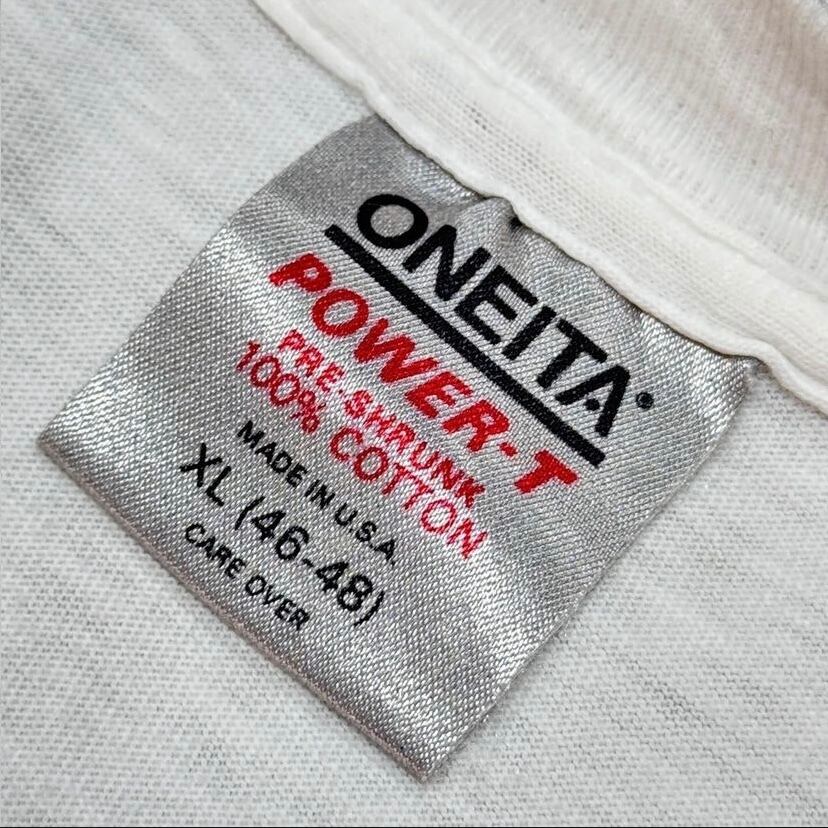 ONEITA®
POWER-T
PRE-SHRUNK
100% COTTON
MADE IN U.S.A.
XL (46-48)
CARE OVER